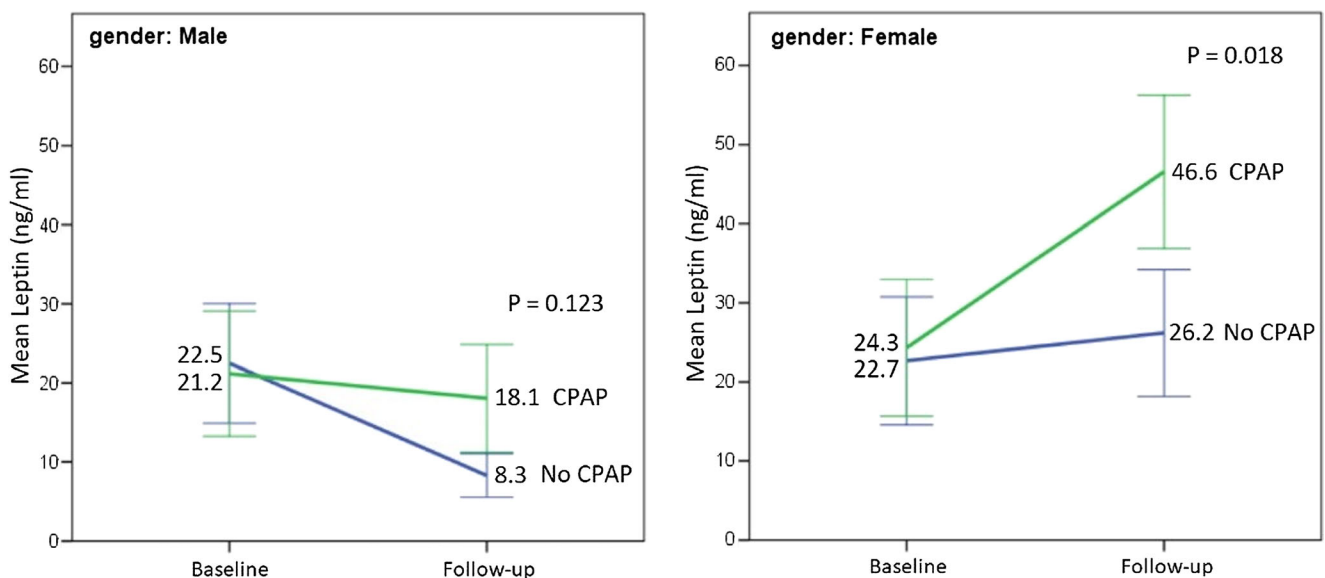 gender: Male
Mean Leptin (ng/ml)
60
50
40
30
20
10
0
P = 0.123
22.5
21.2
18.1 CPAP
8.3 No CPAP
Baseline Follow-up
gender: Female
Mean Leptin (ng/ml)
60
50
40
30
20
10
0
P = 0.018
46.6 CPAP
24.3
22.7
26.2 No CPAP
Baseline Follow-up